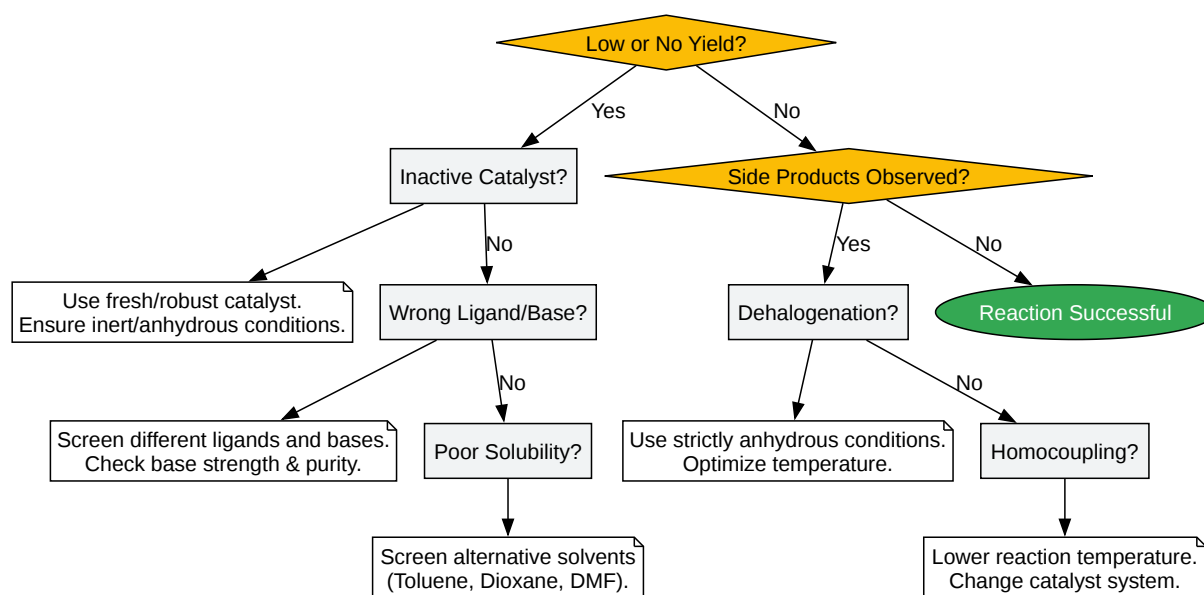 Low or No Yield?
Yes
No
Inactive Catalyst?
Side Products Observed?
No
Yes
No
Use fresh/robust catalyst.
Ensure inert/anhydrous conditions.
Wrong Ligand/Base?
Dehalogenation?
Reaction Successful
No
No
Screen different ligands and bases.
Check base strength & purity.
Poor Solubility?
Use strictly anhydrous conditions.
Optimize temperature.
Homocoupling?
Screen alternative solvents
(Toluene, Dioxane, DMF).
Lower reaction temperature.
Change catalyst system.